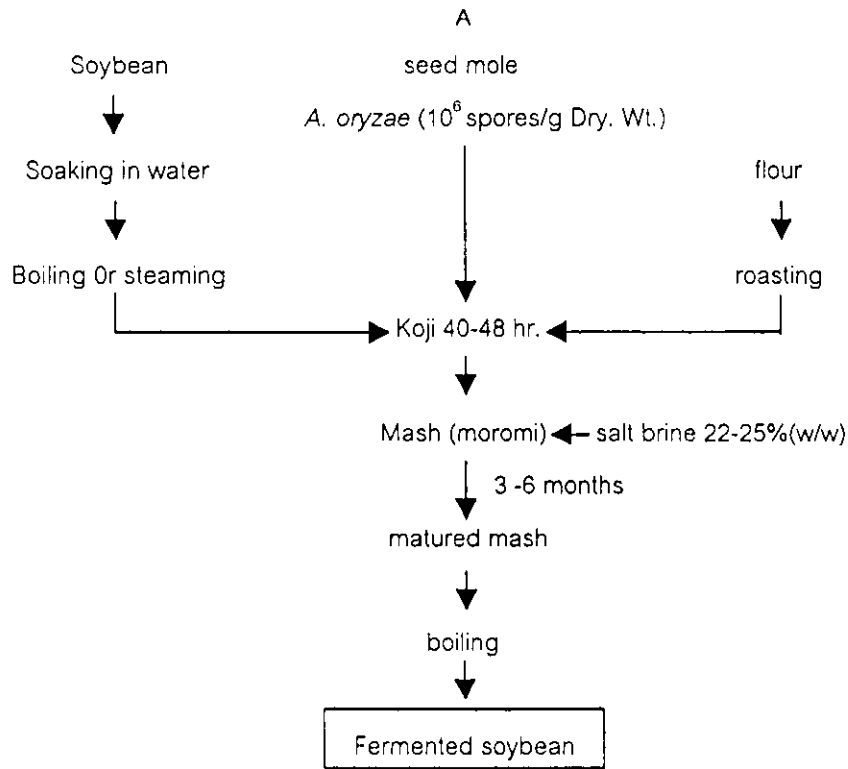 A
Soybean
seed mole
A. oryzae (10⁶ spores/g Dry. Wt.)
Soaking in water
flour
Boiling 0r steaming
roasting
Koji 40-48 hr.
Mash (moromi)
salt brine 22-25%(w/w)
3 -6 months
matured mash
boiling
Fermented soybean